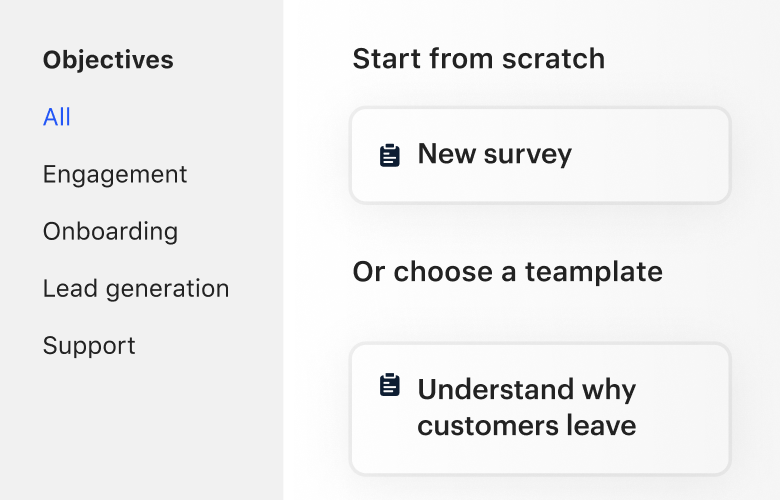 Objectives
All
Engagement
Onboarding
Lead generation
Support
Start from scratch
New survey
Or choose a teamplate
Understand why
customers leave